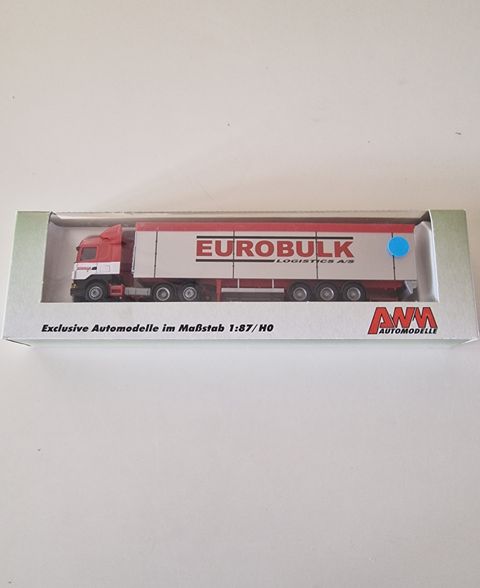 EUROBULK
LOGISTICS A/S
Exclusive Automodelle im Maßstab 1:87/H0
AWM
AUTOMODELLE